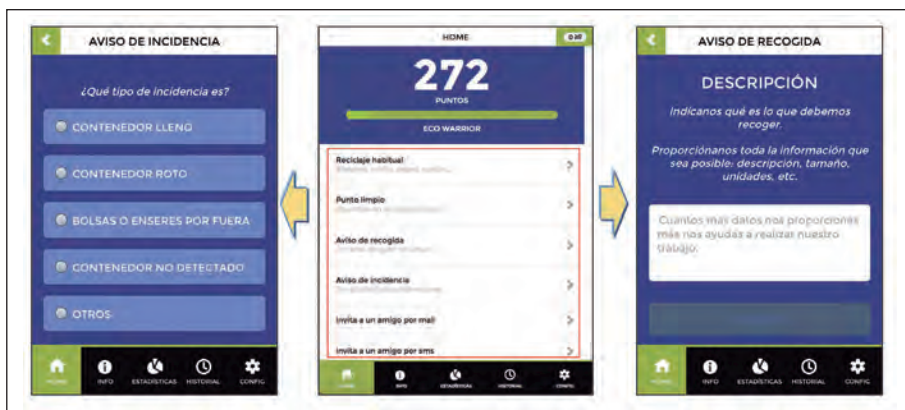 AVISO DE INCIDENCIA
¿Qué tipo de incidencia es?
CONTENEDOR LLENO
CONTENEDOR ROTO
BOLSAS O ENSERES POR FUERA
CONTENEDOR NO DETECTADO
OTROS
HOME
INFO
ESTADÍSTICAS
HISTORIAL
CONFIG
HOME
272
PUNTOS
ECO WARRIOR
Reciclaje habitual
Punto limpio
Aviso de recogida
Aviso de incidencia
Invita a un amigo por mail
Invita a un amigo por sms
INFO
ESTADÍSTICAS
HISTORIAL
CONFIG
AVISO DE RECOGIDA
DESCRIPCIÓN
Indícanos qué es lo que debemos
recoger.
Proporciónanos toda la información que
sea posible: descripción, tamaño,
unidades, etc.
Cuantos más datos nos proporciones
más nos ayudas a realizar nuestro
trabajo.
HOME
INFO
ESTADÍSTICAS
HISTORIAL
CONFIG